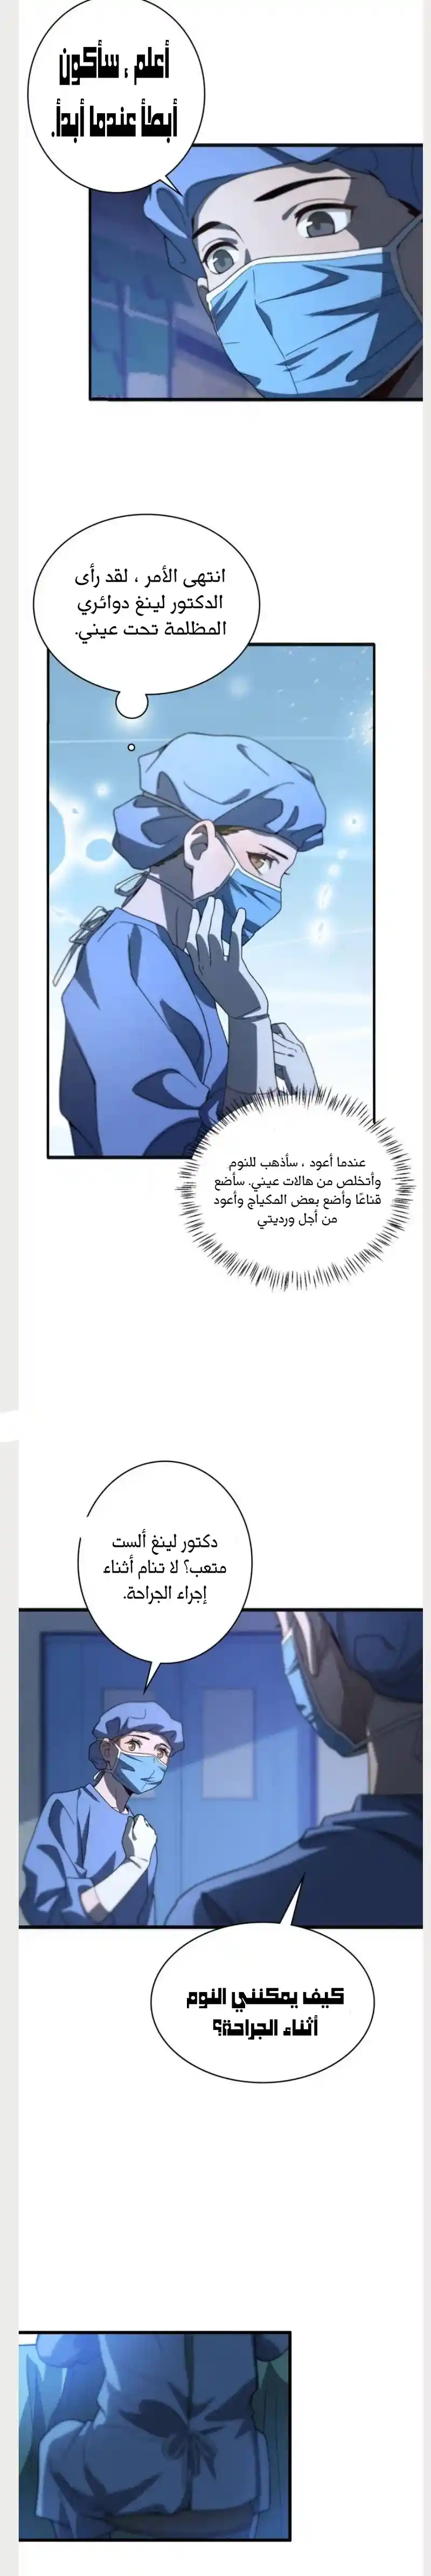 أعلم ، سأكون
أبطأ عندما أبدأ.
انتهى الأمر ، لقد رأى
الدكتور لينغ دوائري
المظلمة تحت عيني.
عندما أعود ، سأذهب للنوم
وأتخلص من هالات عيني. سأضع
قناعًا وأضع بعض المكياج وأعود
من أجل ورديتي
دكتور لينغ ألست
متعب؟ لا تنام أثناء
إجراء الجراحة.
كيف يمكنني النوم
أثناء الجراحة؟